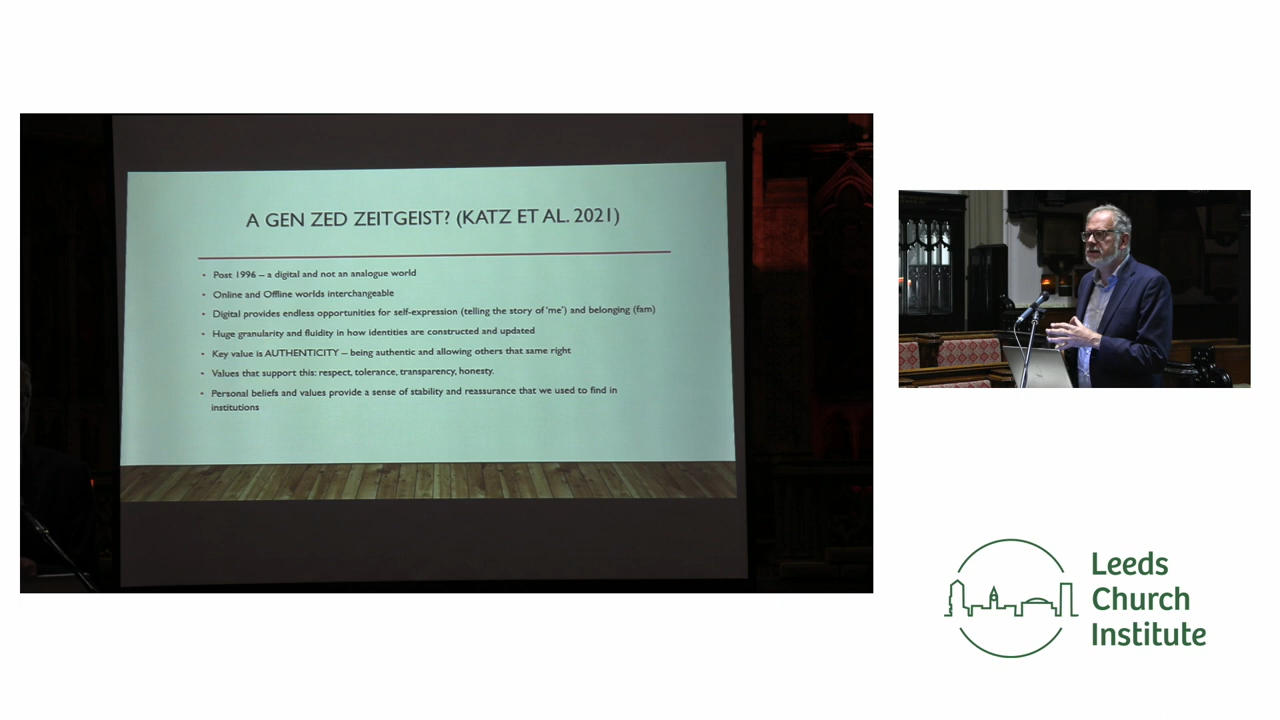 A GEN ZED ZEITGEIST? (KATZ ET AL. 2021)
• Post 1996 – a digital and not an analogue world
• Online and Offline worlds interchangeable
• Digital provides endless opportunities for self-expression (telling the story of 'me') and belonging (fam)
• Huge granularity and fluidity in how identities are constructed and updated
• Key value is AUTHENTICITY – being authentic and allowing others that same right
• Values that support this: respect, tolerance, transparency, honesty.
• Personal beliefs and values provide a sense of stability and reassurance that we used to find in
institutions
Leeds
Church
Institute